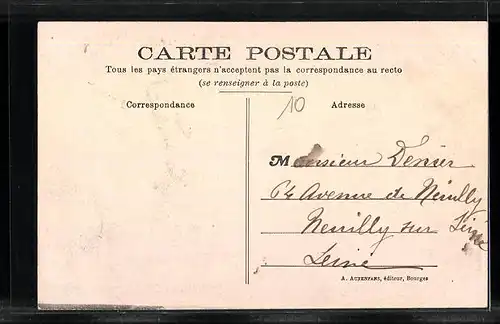 CARTE POSTALE
Tous les pays étrangers n'acceptent pas la correspondance au recto
(se renseigner à la poste)
10
Correspondance
Adresse
Monsieur Denier
64 Avenue de Neuilly
Neuilly sur Seine
Seine
A. AUXENFANS, éditeur, Bourges